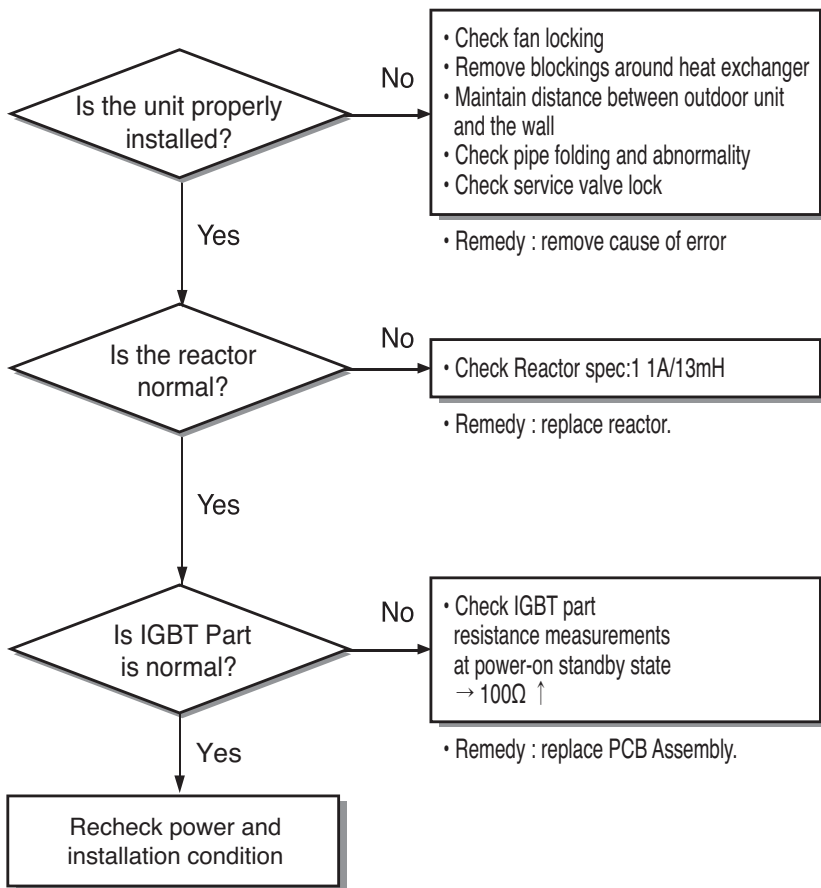 Is the unit properly
installed?
No
• Check fan locking
• Remove blockings around heat exchanger
• Maintain distance between outdoor unit
and the wall
• Check pipe folding and abnormality
• Check service valve lock
• Remedy : remove cause of error
Yes
Is the reactor
normal?
No
• Check Reactor spec:1 1A/13mH
• Remedy : replace reactor.
Yes
Is IGBT Part
is normal?
No
• Check IGBT part
resistance measurements
at power-on standby state
→ 100Ω ↑
• Remedy : replace PCB Assembly.
Yes
Recheck power and
installation condition